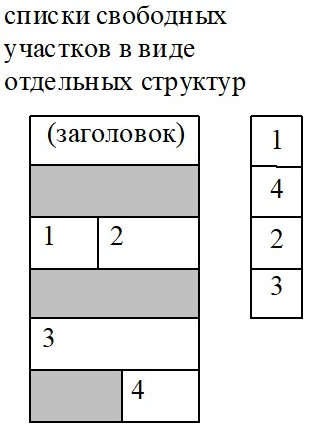 списки свободных
участков в виде
отдельных структур
(заголовок)
1 2
3
4
1
4
2
3